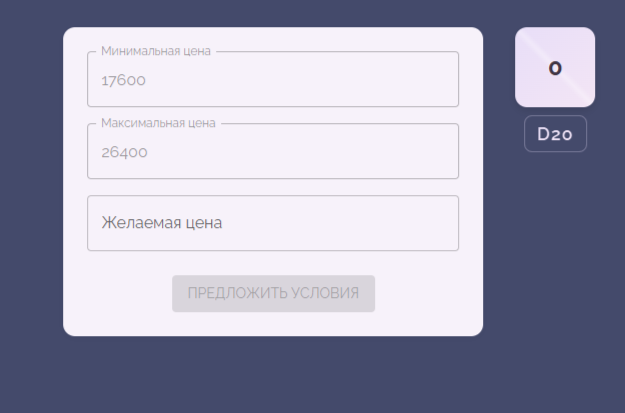 Минимальная цена
17600
Максимальная цена
26400
Желаемая цена
ПРЕДЛОЖИТЬ УСЛОВИЯ
0
D20